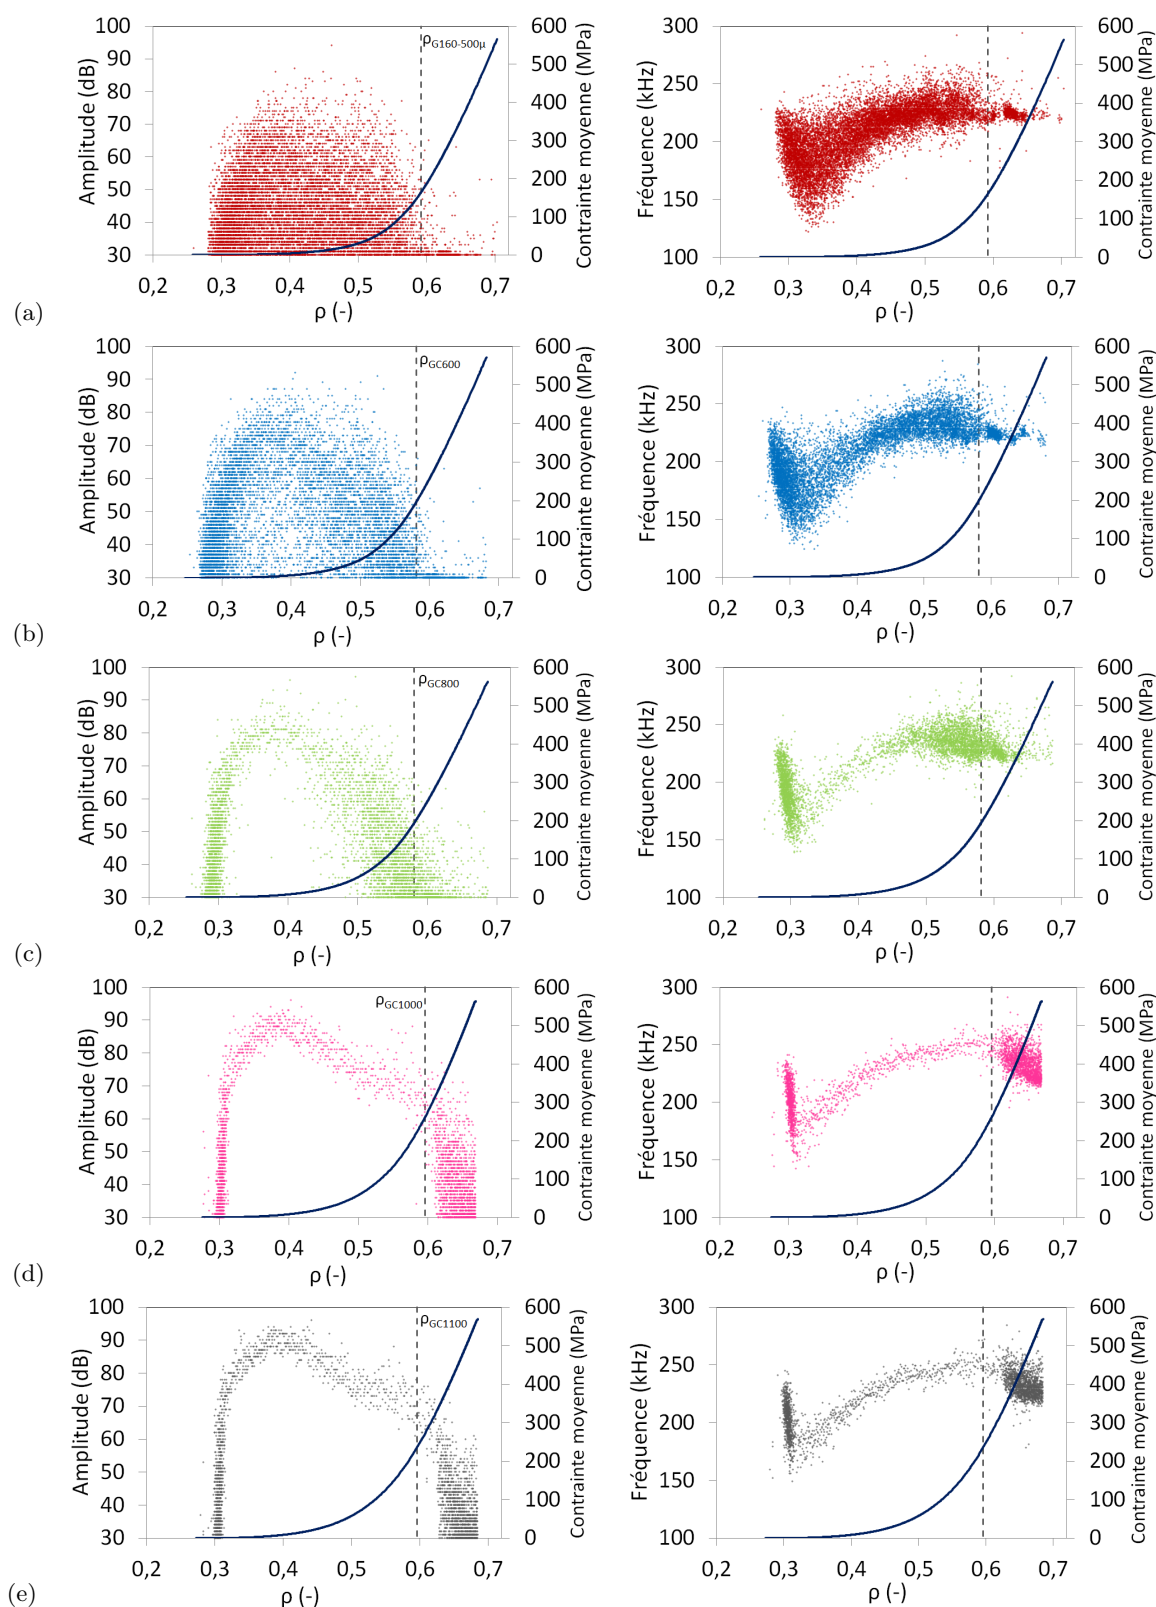 100 90 80 70 60 50 40 30
Amplitude (dB)
ρG160-500µ
600 500 400 300 200 100 0
Contrainte moyenne (MPa)
0,2 0,3 0,4 0,5 0,6 0,7
ρ (-)
300 250 200 150 100
Fréquence (kHz)
600 500 400 300 200 100 0
Contrainte moyenne (MPa)
0,2 0,3 0,4 0,5 0,6 0,7
ρ (-)
(a)
100 90 80 70 60 50 40 30
Amplitude (dB)
ρGC600
600 500 400 300 200 100 0
Contrainte moyenne (MPa)
0,2 0,3 0,4 0,5 0,6 0,7
ρ (-)
300 250 200 150 100
Fréquence (kHz)
600 500 400 300 200 100 0
Contrainte moyenne (MPa)
0,2 0,3 0,4 0,5 0,6 0,7
ρ (-)
(b)
100 90 80 70 60 50 40 30
Amplitude (dB)
ρGC800
600 500 400 300 200 100 0
Contrainte moyenne (MPa)
0,2 0,3 0,4 0,5 0,6 0,7
ρ (-)
300 250 200 150 100
Fréquence (kHz)
600 500 400 300 200 100 0
Contrainte moyenne (MPa)
0,2 0,3 0,4 0,5 0,6 0,7
ρ (-)
(c)
100 90 80 70 60 50 40 30
Amplitude (dB)
ρGC1000
600 500 400 300 200 100 0
Contrainte moyenne (MPa)
0,2 0,3 0,4 0,5 0,6 0,7
ρ (-)
300 250 200 150 100
Fréquence (kHz)
600 500 400 300 200 100 0
Contrainte moyenne (MPa)
0,2 0,3 0,4 0,5 0,6 0,7
ρ (-)
(d)
100 90 80 70 60 50 40 30
Amplitude (dB)
ρGC1100
600 500 400 300 200 100 0
Contrainte moyenne (MPa)
0,2 0,3 0,4 0,5 0,6 0,7
ρ (-)
300 250 200 150 100
Fréquence (kHz)
600 500 400 300 200 100 0
Contrainte moyenne (MPa)
0,2 0,3 0,4 0,5 0,6 0,7
ρ (-)
(e)